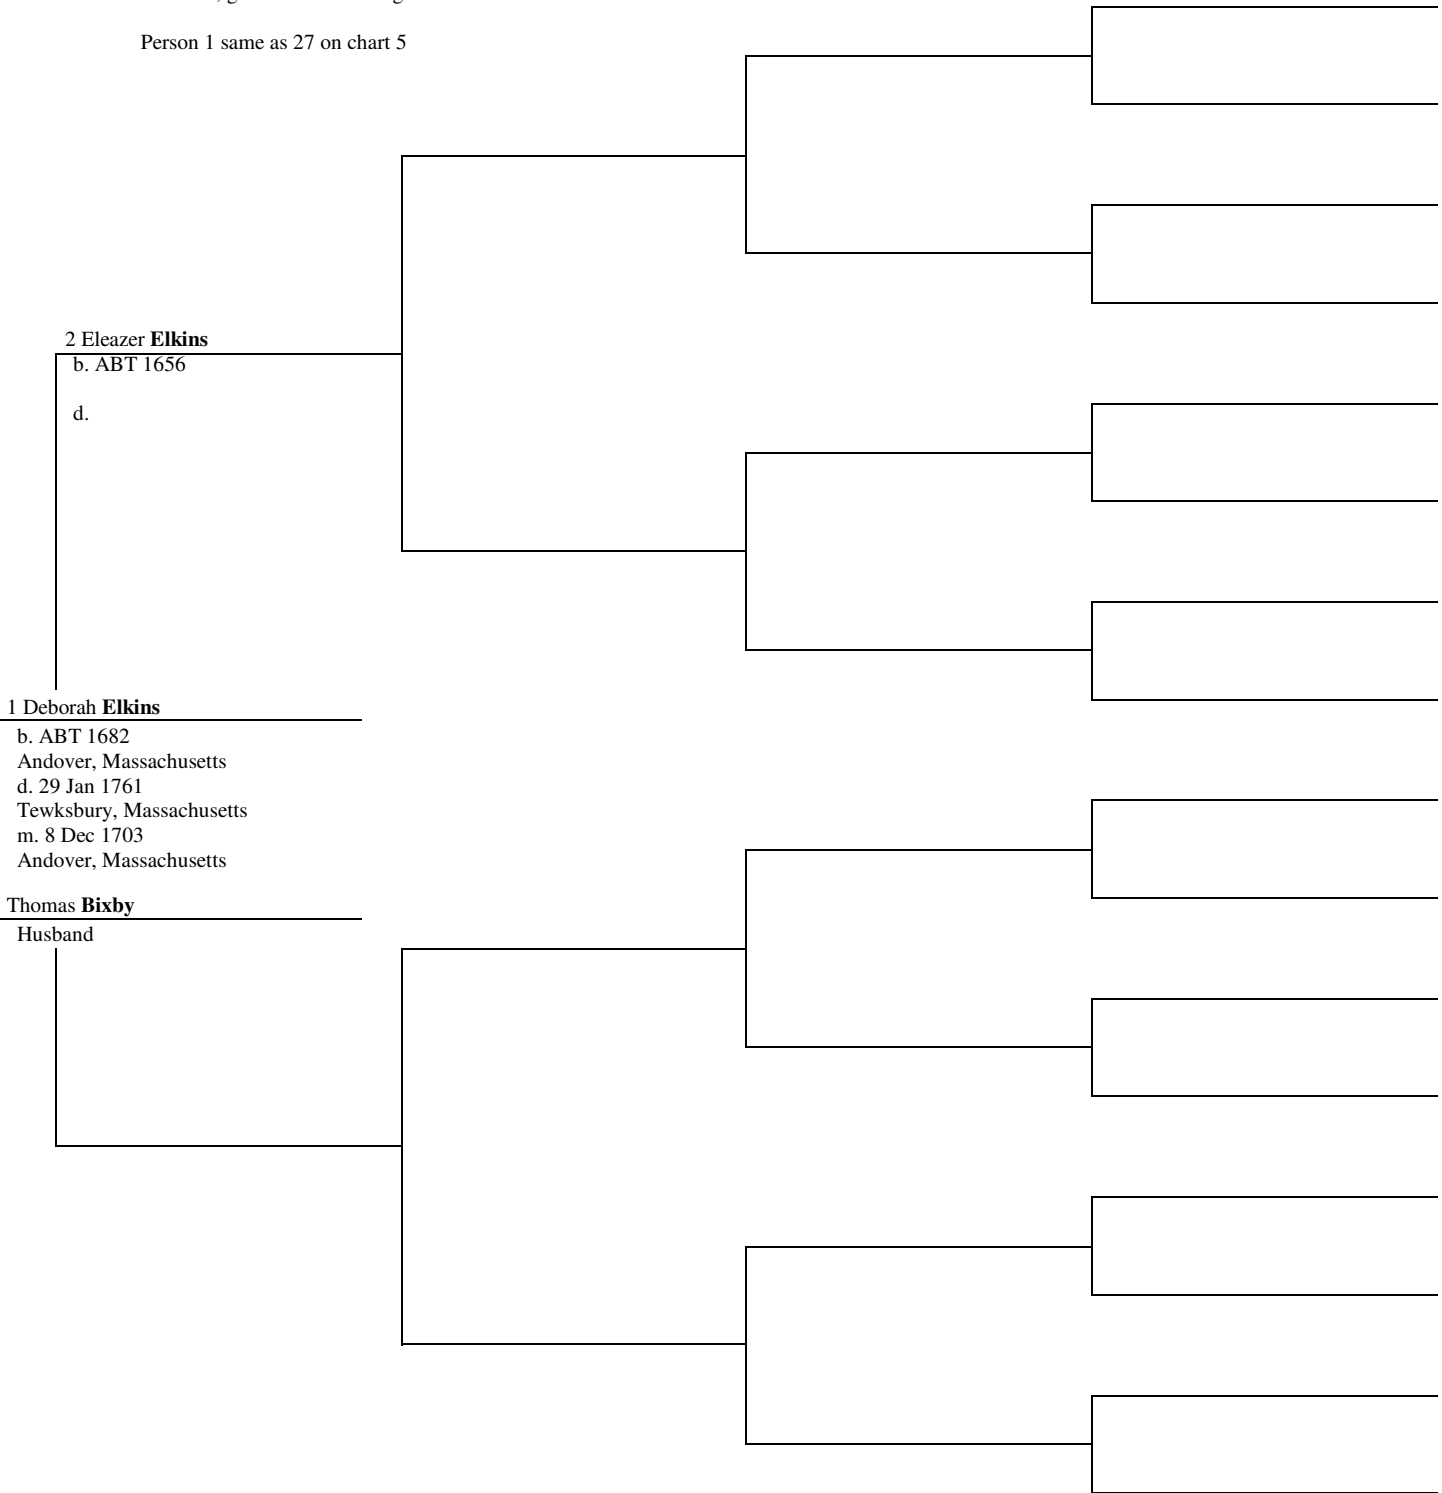 Person 1 same as 27 on chart 5
2 Eleazer Elkins
b. ABT 1656
d.
1 Deborah Elkins
b. ABT 1682
Andover, Massachusetts
d. 29 Jan 1761
Tewksbury, Massachusetts
m. 8 Dec 1703
Andover, Massachusetts
Thomas Bixby
Husband